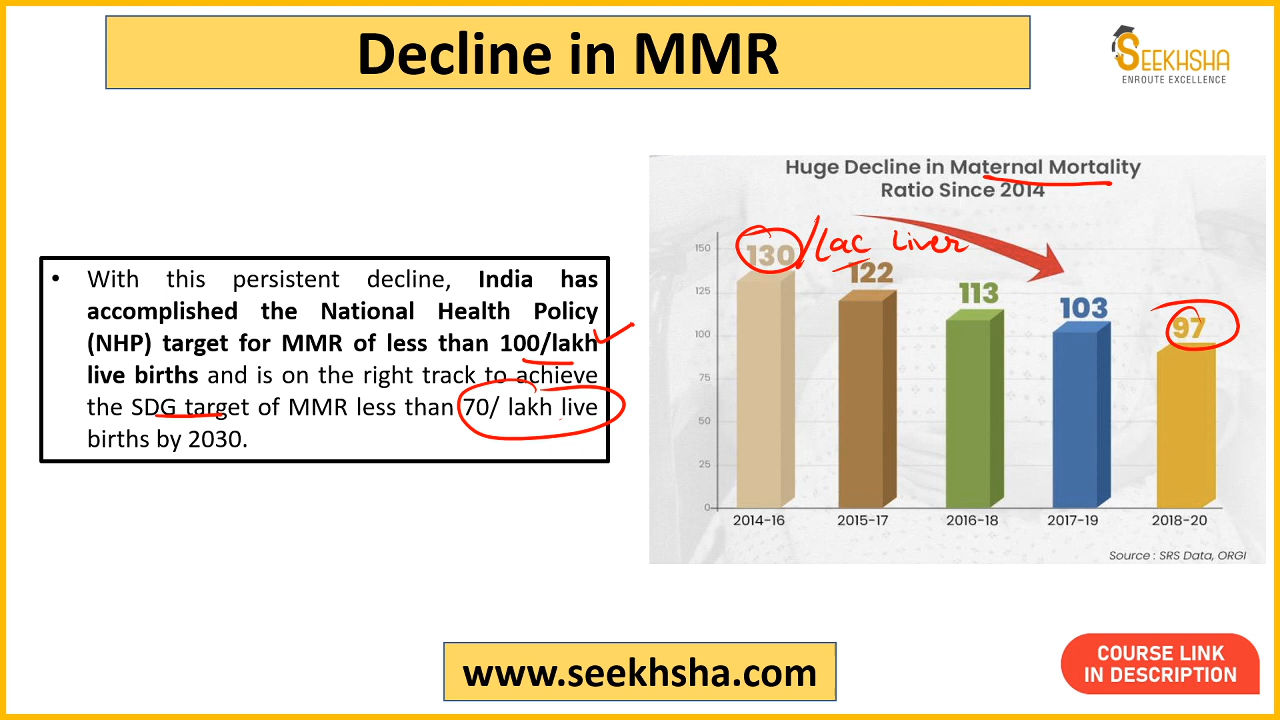 Decline in MMR
SEEKHSHA
ENROUTE EXCELLENCE
• With this persistent decline, India has
accomplished the National Health Policy
(NHP) target for MMR of less than 100/lakh
live births and is on the right track to achieve
the SDG target of MMR less than 70/ lakh live
births by 2030.
Huge Decline in Maternal Mortality
Ratio Since 2014
/Lac Liver
150
125
100
75
50
25
0
130
122
113
103
97
2014-16
2015-17
2016-18
2017-19
2018-20
Source : SRS Data, ORGI
www.seekhsha.com
COURSE LINK
IN DESCRIPTION